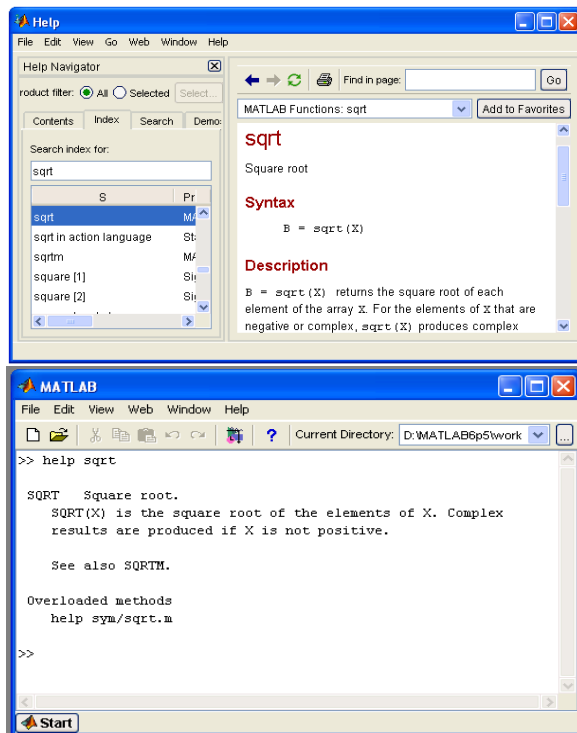 Help
File Edit View Go Web Window Help
Help Navigator
roduct filter: All Selected Select...
Contents Index Search Demo
Search index for:
sqrt
S Pr
sqrt MA
sqrt in action language Sta
sqrtm MA
square [1] Sig
square [2] Sig
Find in page: Go
MATLAB Functions: sqrt Add to Favorites
sqrt
Square root
Syntax
B = sqrt(X)
Description
B = sqrt(X) returns the square root of each
element of the array X. For the elements of X that are
negative or complex, sqrt(X) produces complex
MATLAB
File Edit View Web Window Help
? Current Directory: D:\MATLAB6p5\work ...
>> help sqrt
SQRT Square root.
SQRT(X) is the square root of the elements of X. Complex
results are produced if X is not positive.
See also SQRTM.
Overloaded methods
help sym/sqrt.m
>>
Start